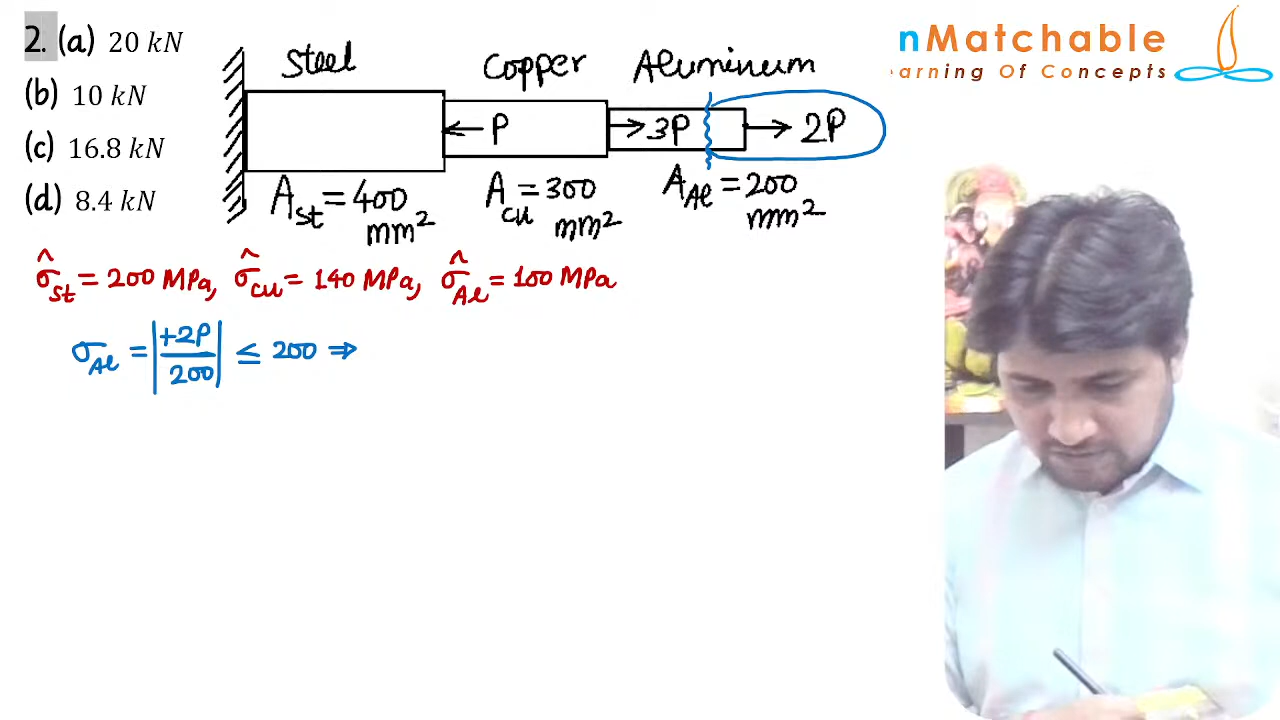 2. (a) 20 kN
(b) 10 kN
(c) 16.8 kN
(d) 8.4 kN
Steel
Copper
Aluminum
P
3P
2P
A_St = 400 mm²
A_cu = 300 mm²
A_Al = 200 mm²
σ̂_St = 200 MPa, σ̂_cu = 140 MPa, σ̂_Al = 100 MPa
σ_Al = |+2P/200| ≤ 200 ⇒
nMatchable
earning Of Concepts